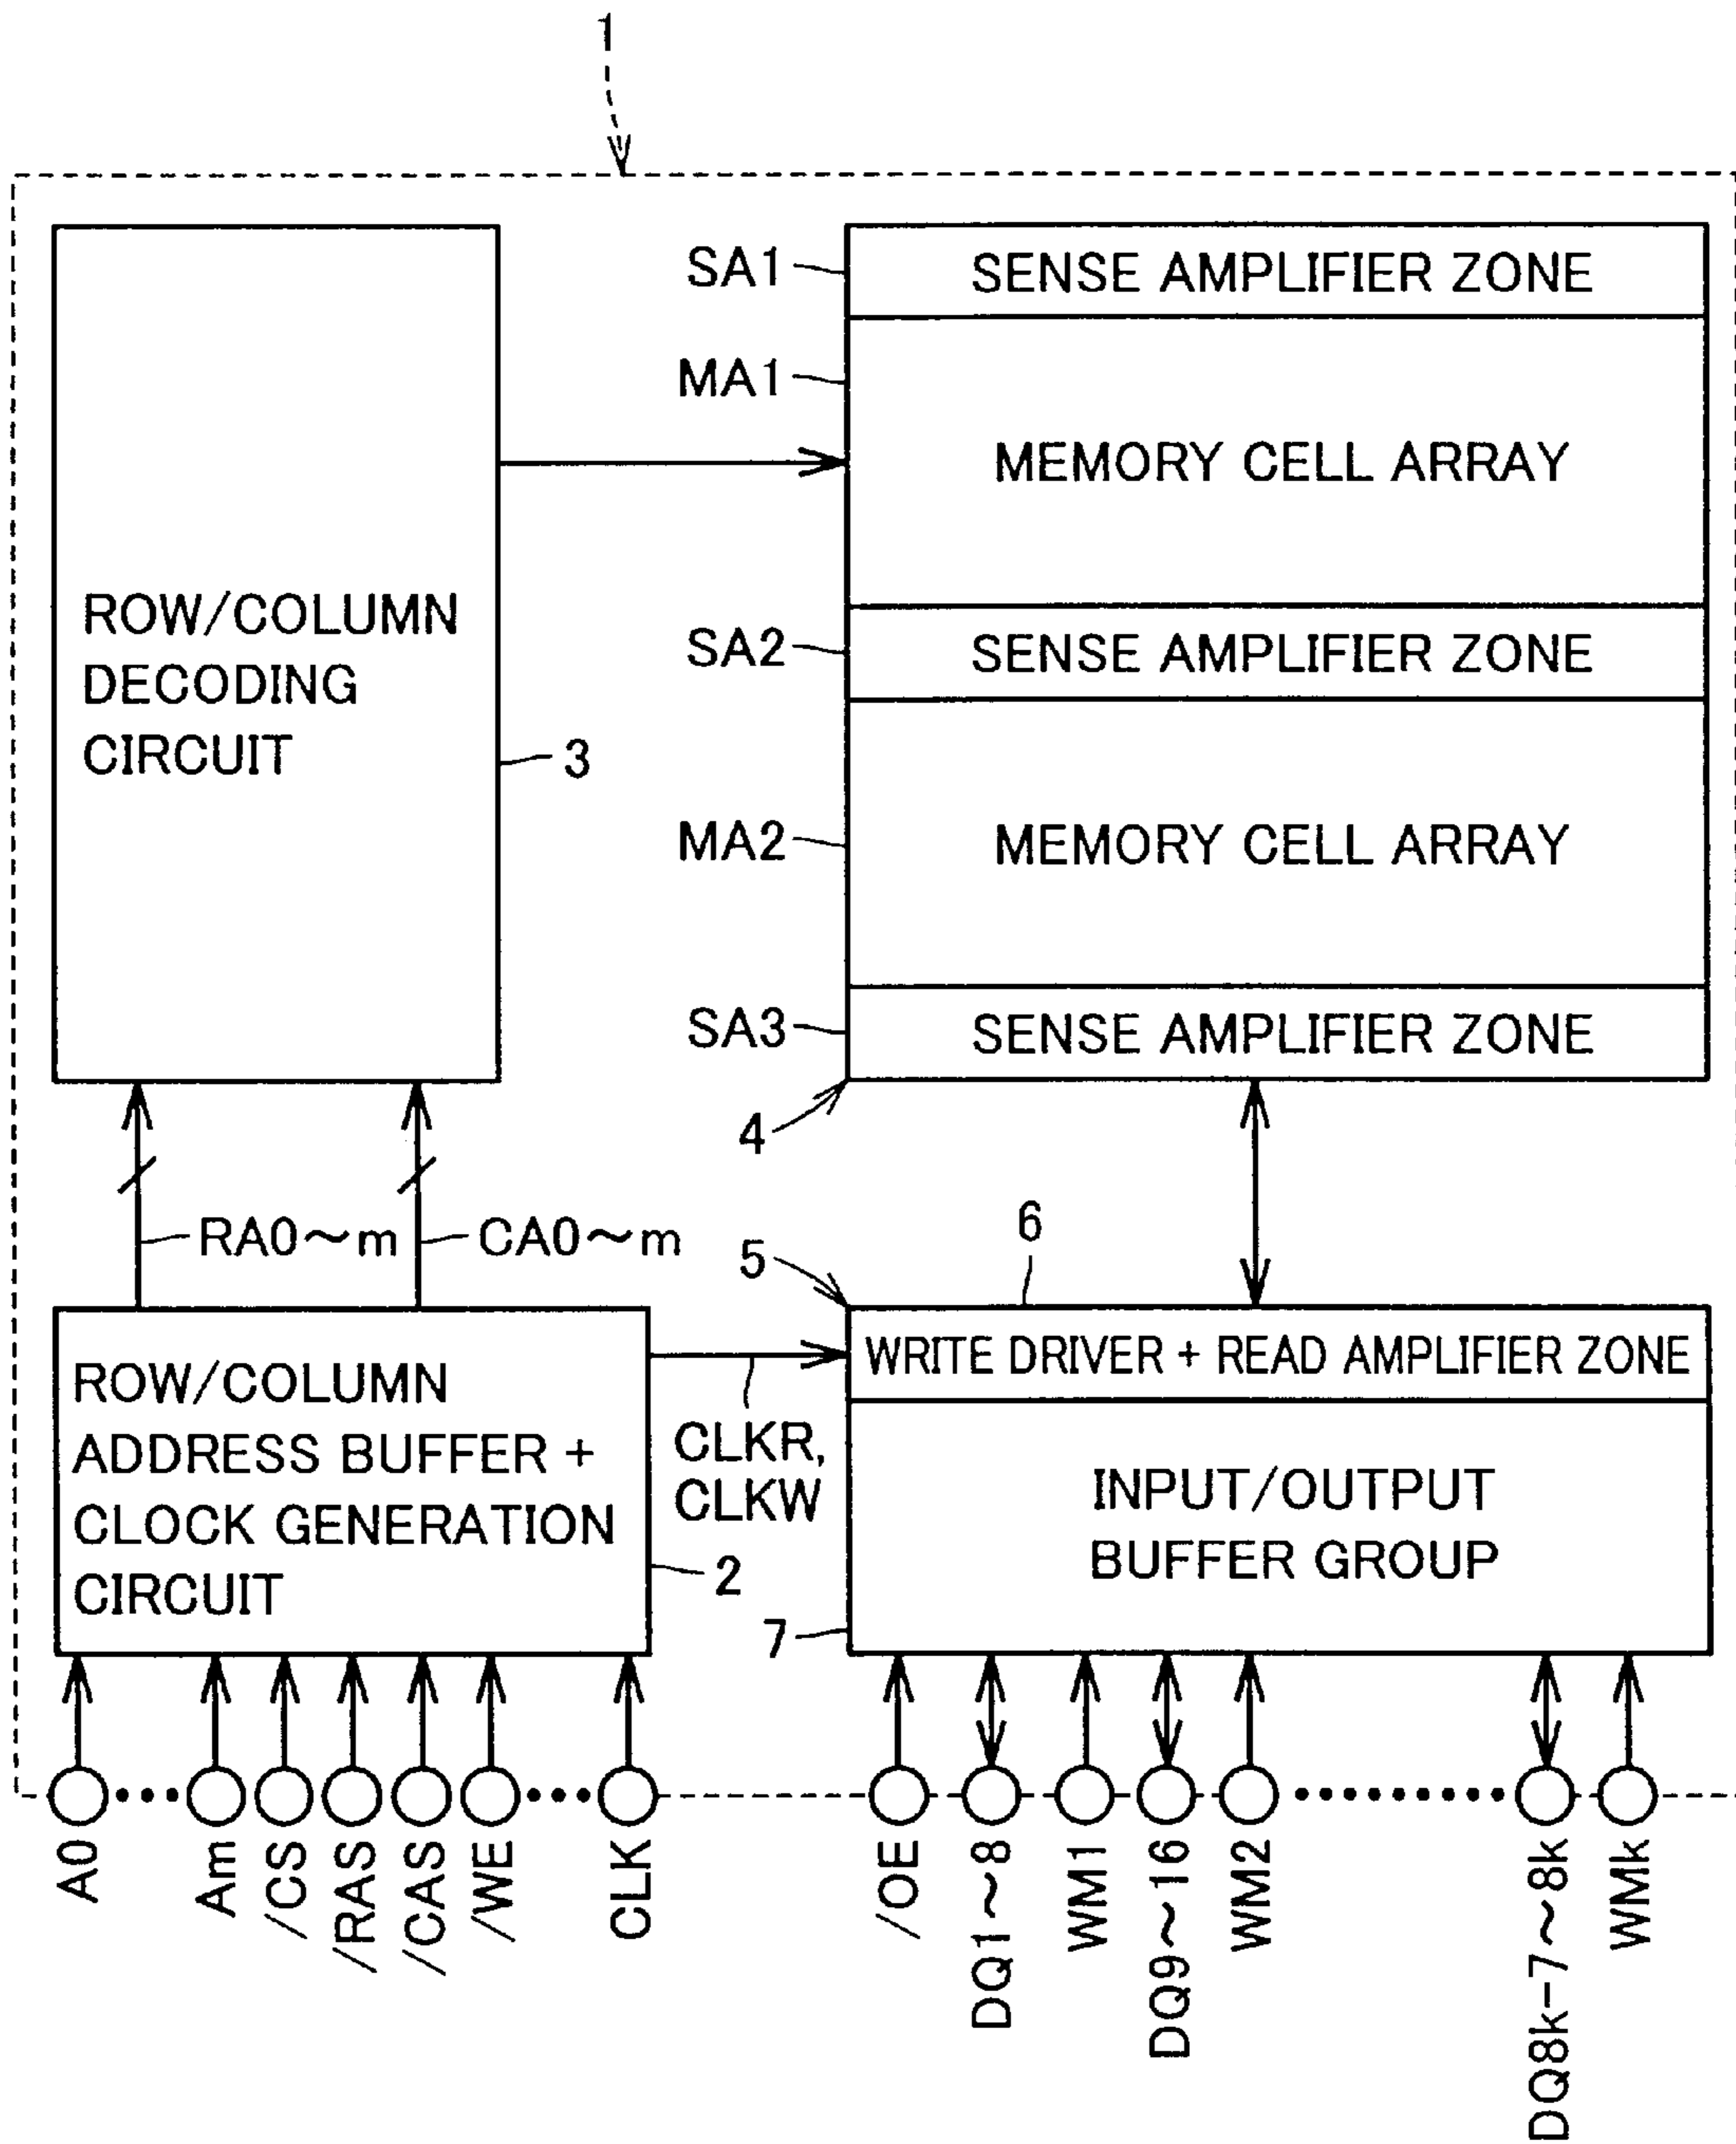 1
SA1
SENSE AMPLIFIER ZONE
MA1
MEMORY CELL ARRAY
ROW/COLUMN
DECODING
CIRCUIT
3
SA2
SENSE AMPLIFIER ZONE
MA2
MEMORY CELL ARRAY
SA3
SENSE AMPLIFIER ZONE
4
RA0~m
CA0~m
5
6
ROW/COLUMN
ADDRESS BUFFER +
CLOCK GENERATION
CIRCUIT
2
CLKR,
CLKW
WRITE DRIVER + READ AMPLIFIER ZONE
INPUT/OUTPUT
BUFFER GROUP
7
A0
Am
/CS
/RAS
/CAS
/WE
CLK
/OE
DQ1~8
WM1
DQ9~16
WM2
DQ8k-7~8k
WMk